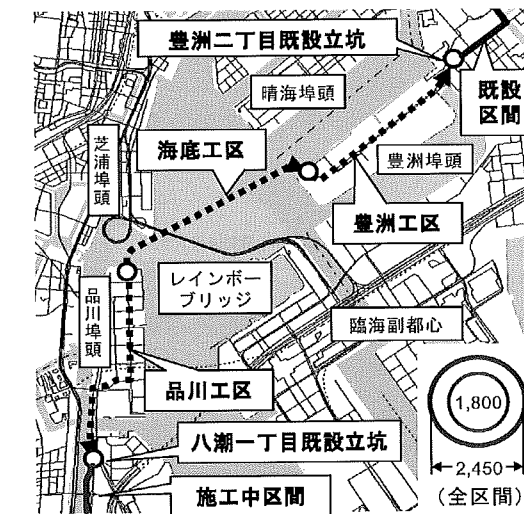 豊洲二丁目既設立坑
晴海埠頭
既設
区間
芝浦埠頭
海底工区
豊洲埠頭
豊洲工区
レインボー
ブリッジ
品川埠頭
臨海副都心
品川工区
1,800
八潮一丁目既設立坑
2,450
施工中区間
(全区間)